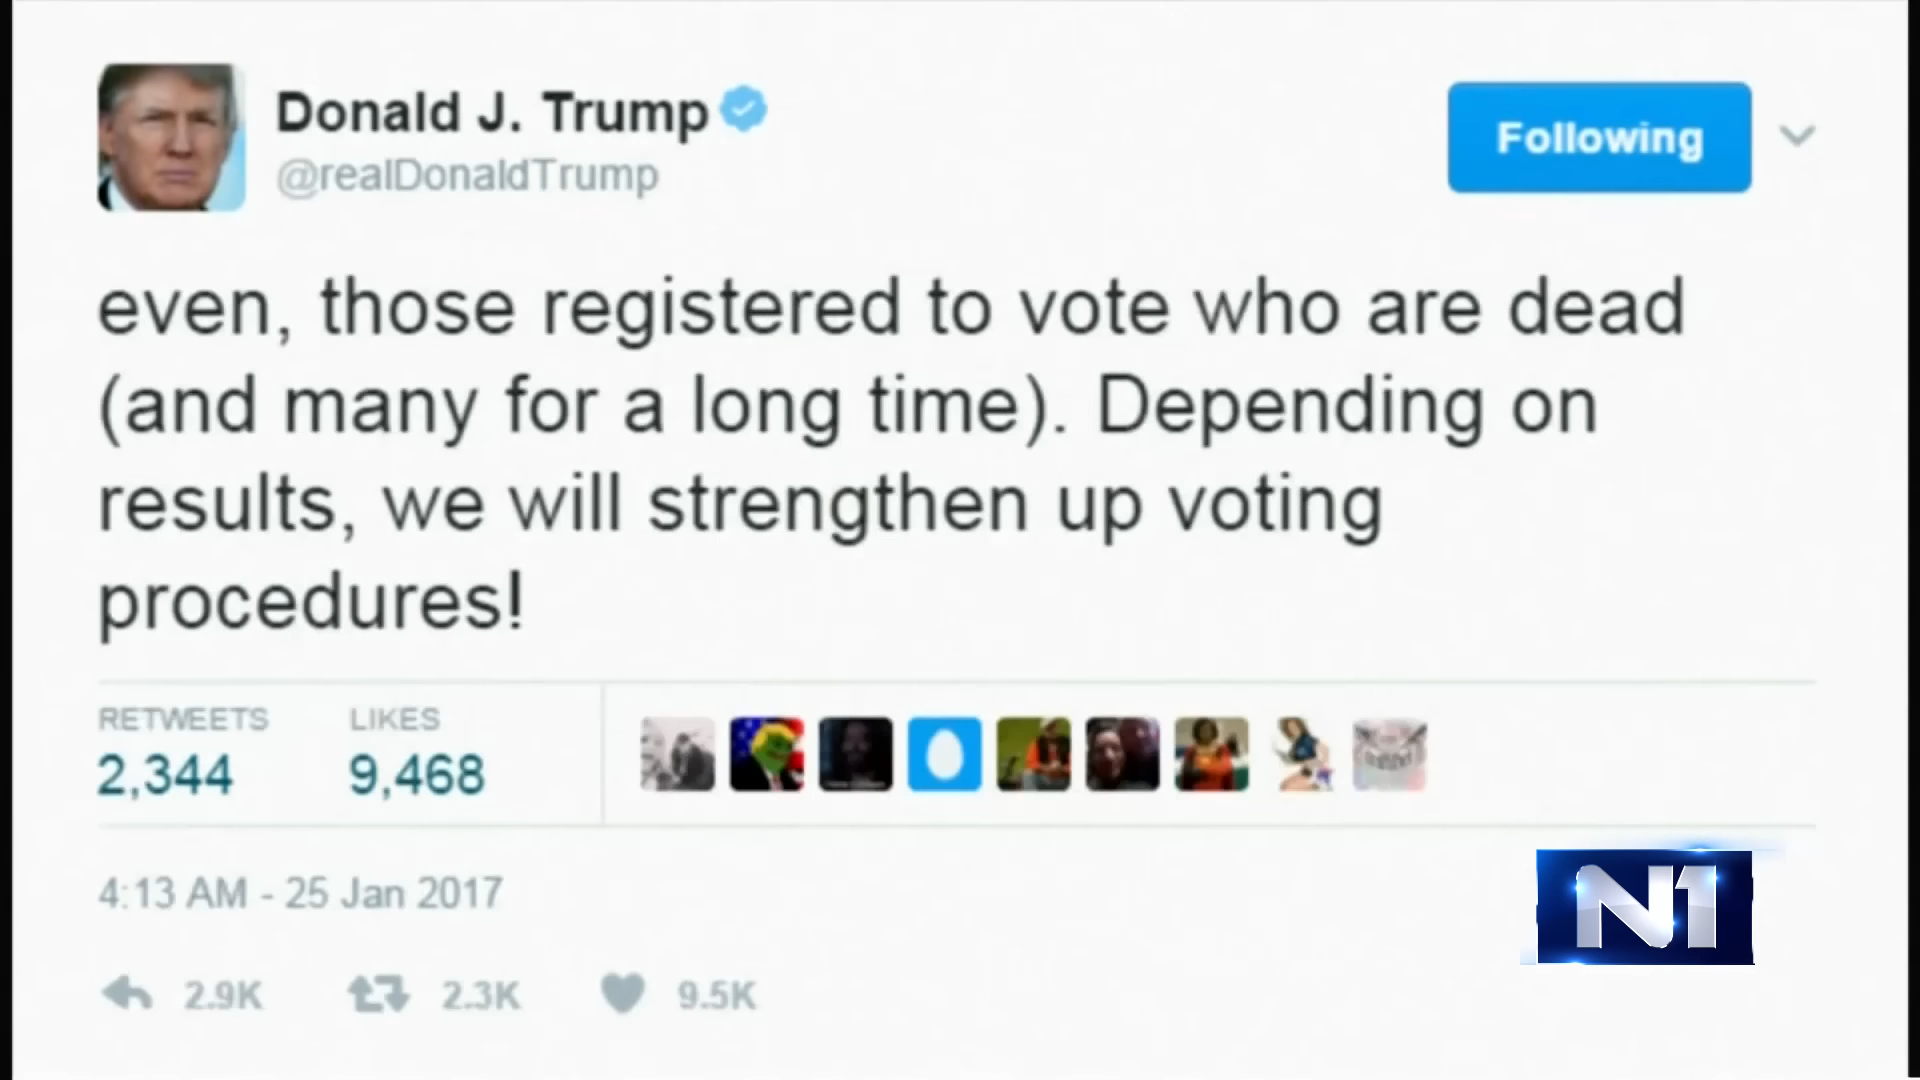 Donald J. Trump
@realDonaldTrump
Following
even, those registered to vote who are dead
(and many for a long time). Depending on
results, we will strengthen up voting
procedures!
RETWEETS LIKES
2,344 9,468
4:13 AM - 25 Jan 2017
2.9K 2.3K 9.5K
N1